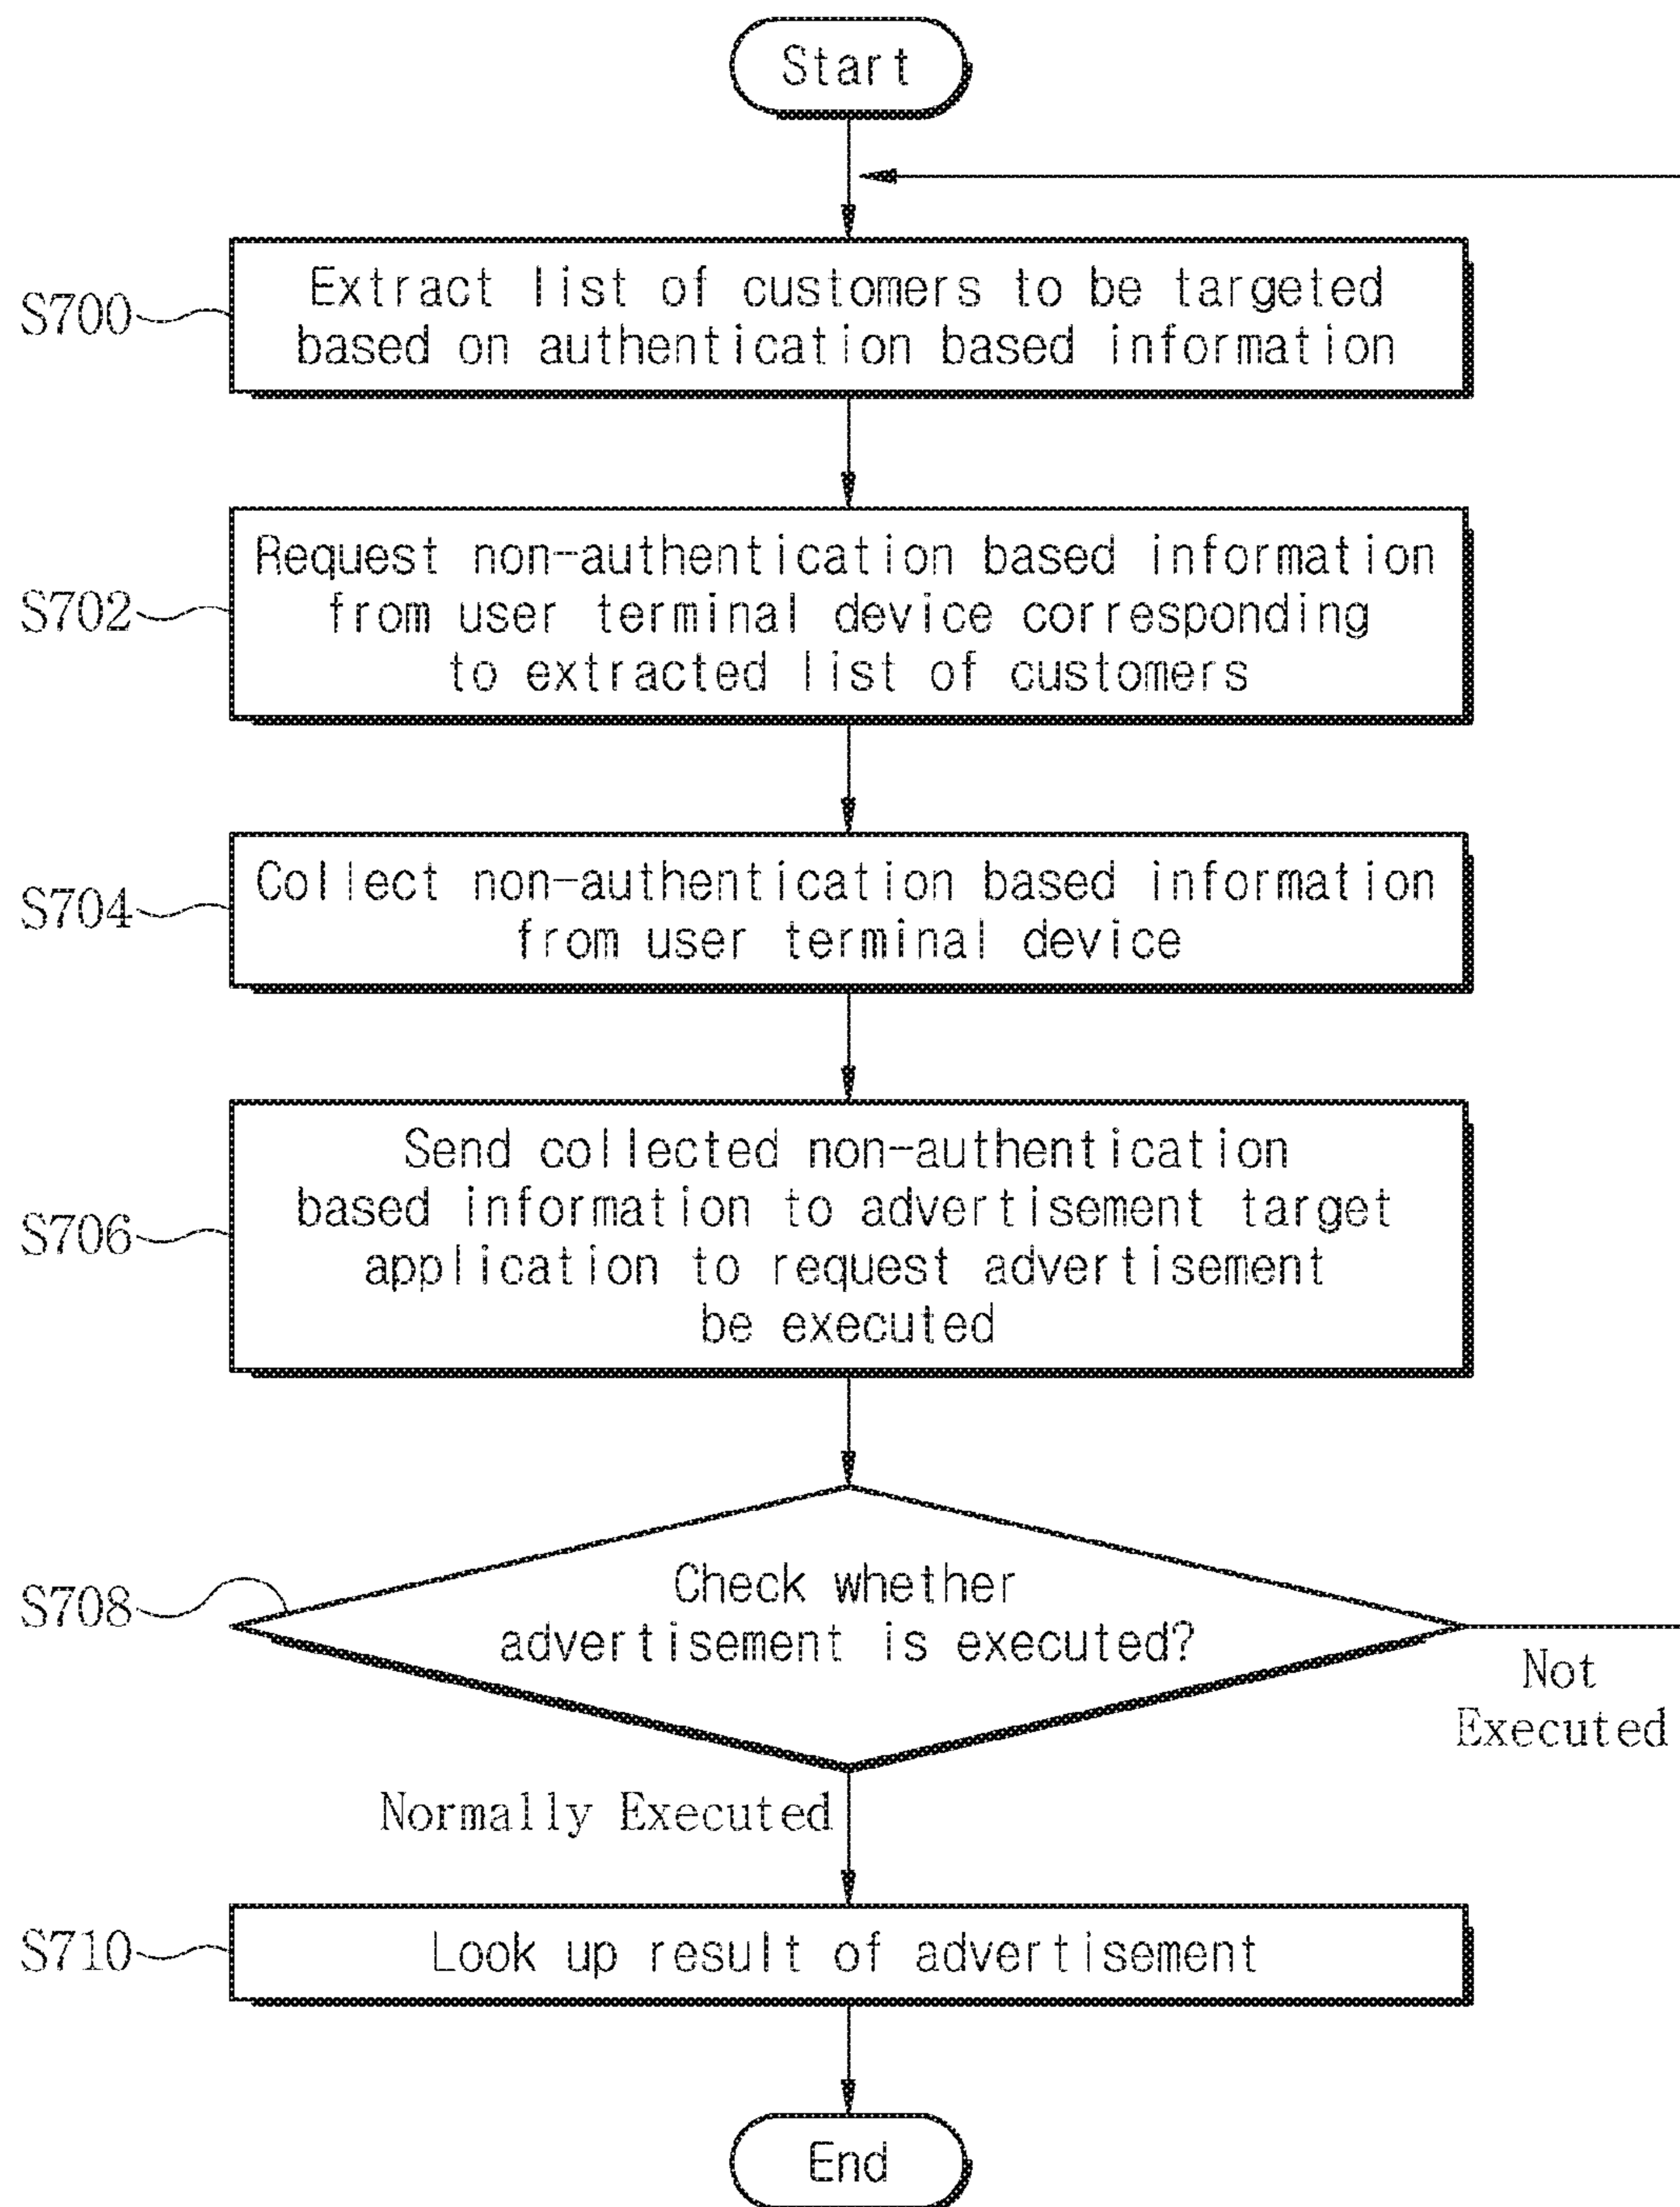 Start
S700
Extract list of customers to be targeted
based on authentication based information
S702
Request non-authentication based information
from user terminal device corresponding
to extracted list of customers
S704
Collect non-authentication based information
from user terminal device
S706
Send collected non-authentication
based information to advertisement target
application to request advertisement
be executed
S708
Check whether
advertisement is executed?
Not
Executed
Normally Executed
S710
Look up result of advertisement
End